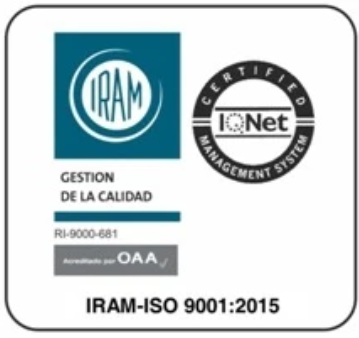 IRAM
GESTION
DE LA CALIDAD
RI-9000-681
Acreditado por OAA
CERTIFIED
IQNet
MANAGEMENT SYSTEM
IRAM-ISO 9001:2015